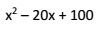 x² – 20x + 100